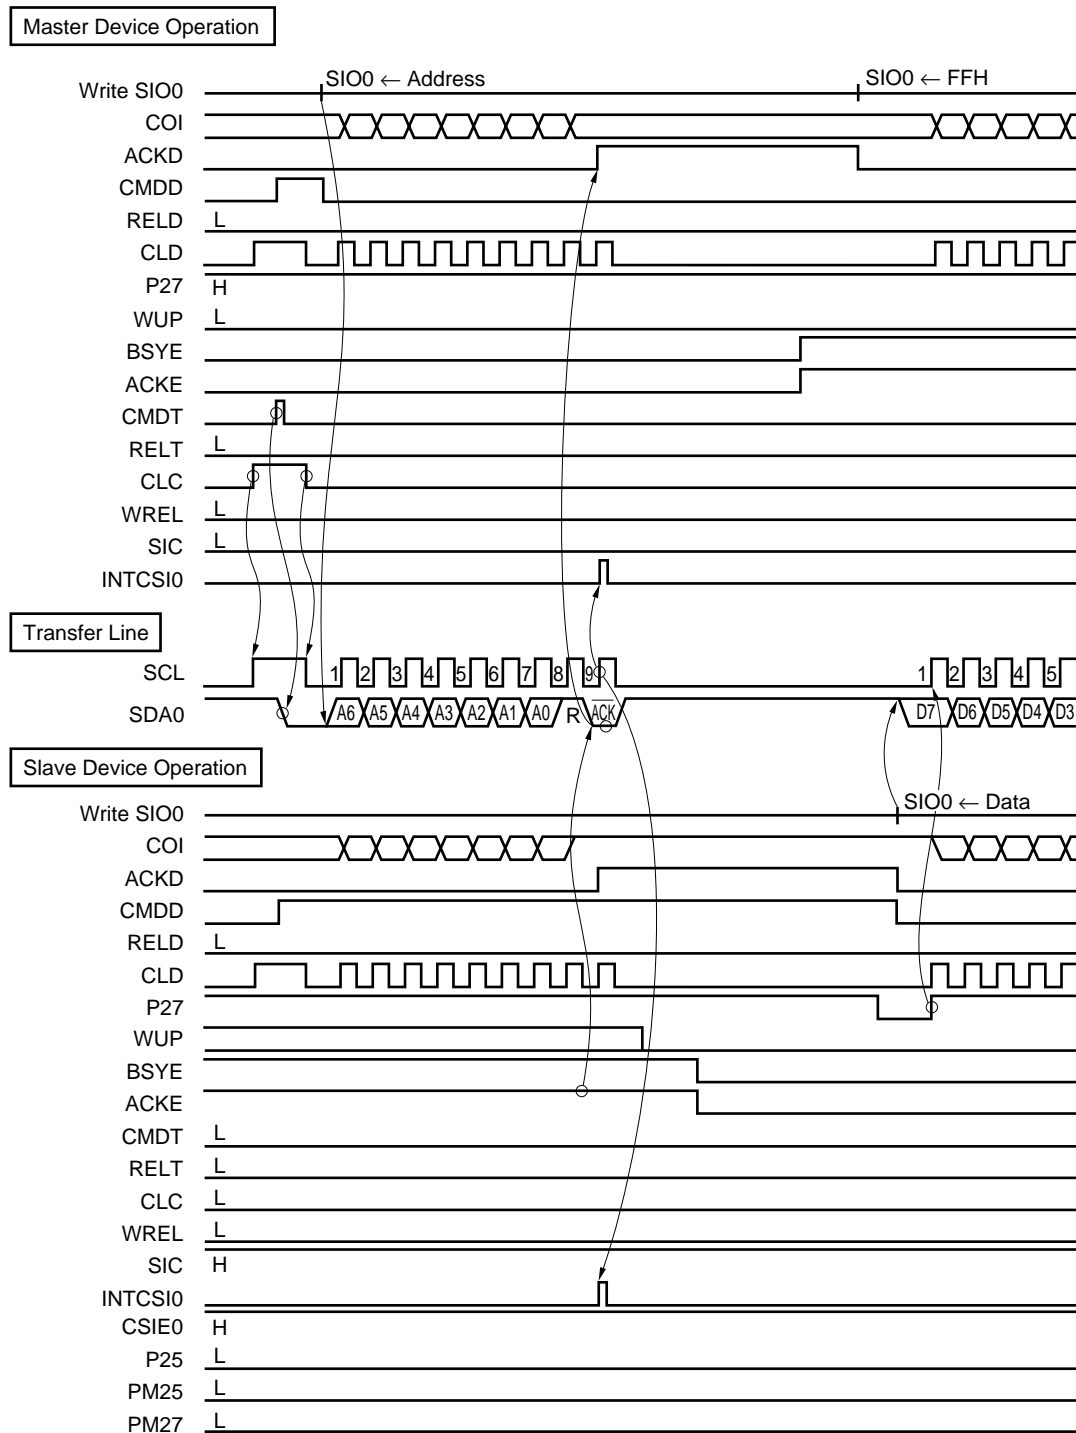 Master Device Operation
Write SIO0 SIO0 ← Address SIO0 ← FFH
COI
ACKD
CMDD
RELD L
CLD
P27 H
WUP L
BSYE
ACKE
CMDT
RELT L
CLC
WREL L
SIC L
INTCSI0
Transfer Line
SCL 1 2 3 4 5 6 7 8 9 1 2 3 4 5
SDA0 A6 A5 A4 A3 A2 A1 A0 R ACK D7 D6 D5 D4 D3
Slave Device Operation
Write SIO0 SIO0 ← Data
COI
ACKD
CMDD
RELD L
CLD
P27
WUP
BSYE
ACKE
CMDT L
RELT L
CLC L
WREL L
SIC H
INTCSI0
CSIE0 H
P25 L
PM25 L
PM27 L